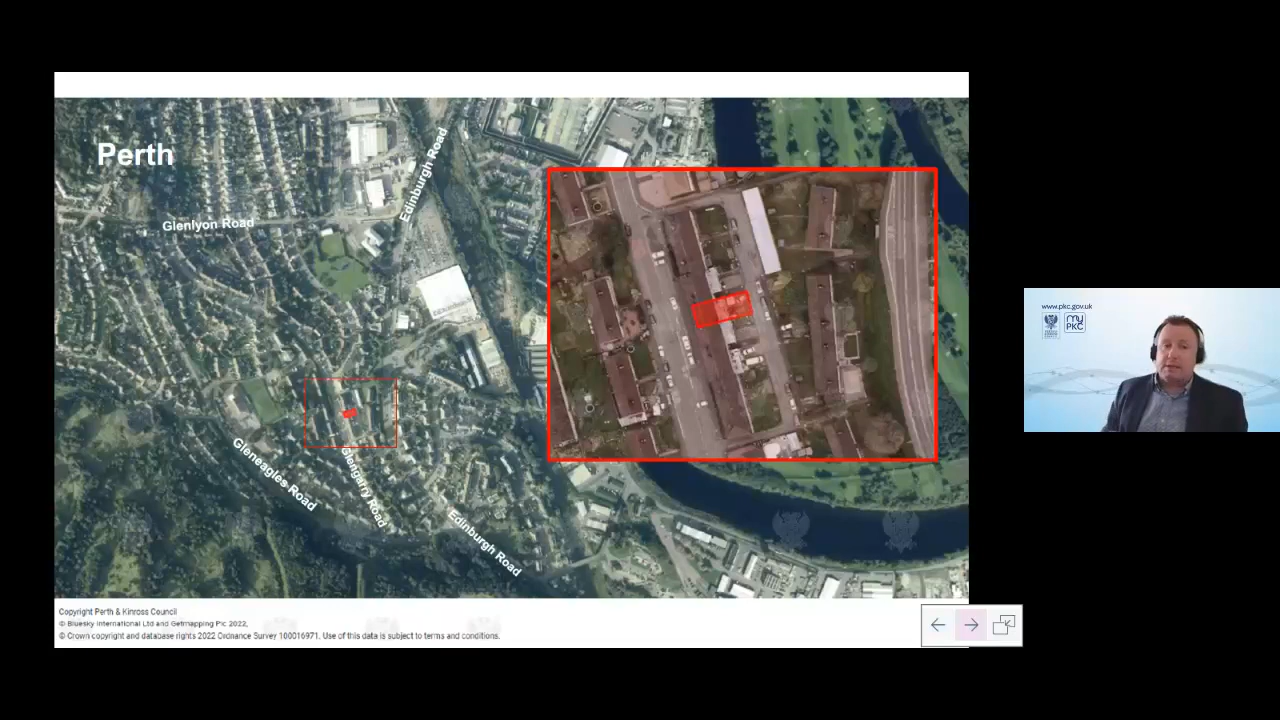 Perth
Edinburgh Road
Glenlyon Road
Gleneagles Road
Glengarry Road
Edinburgh Road
www.pkc.gov.uk
my
PKC
Copyright Perth & Kinross Council
© Bluesky International Ltd and Getmapping Plc 2022,
© Crown copyright and database rights 2022 Ordnance Survey 100016971. Use of this data is subject to terms and conditions.